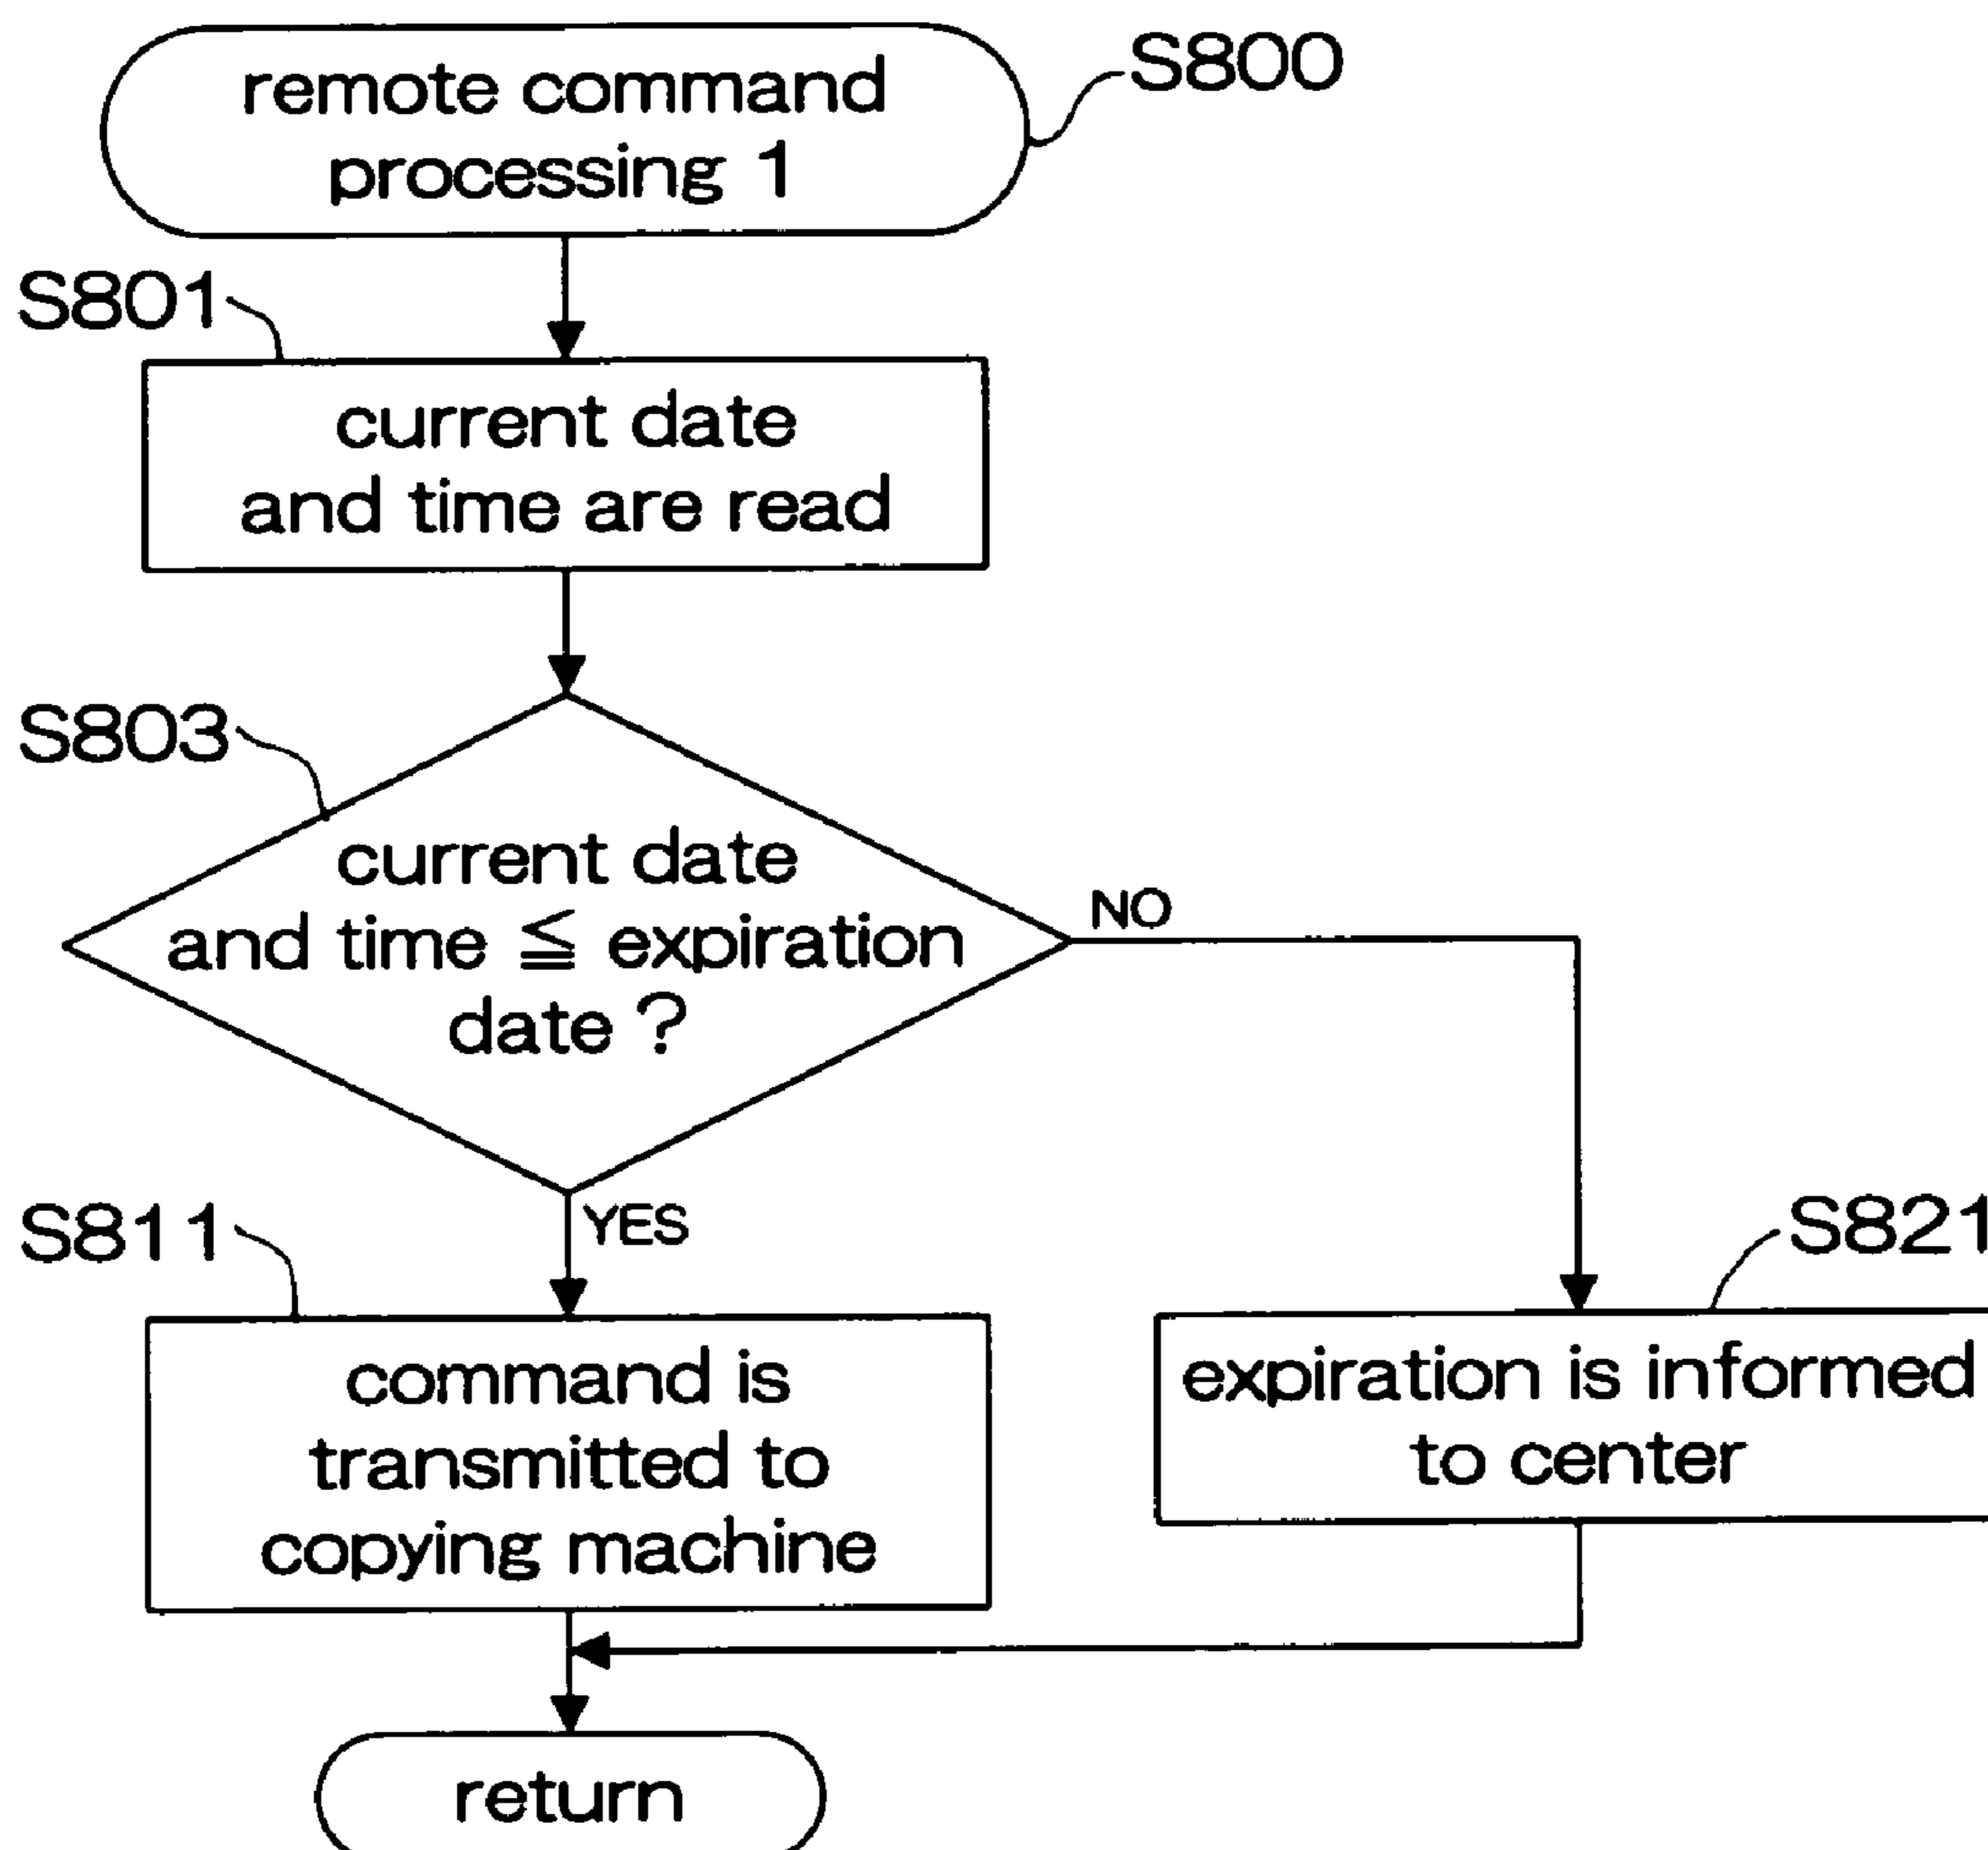 remote command
processing 1
S800
S801
current date
and time are read
S803
current date
and time ≦ expiration
date ?
NO
YES
S811
command is
transmitted to
copying machine
S821
expiration is informed
to center
return